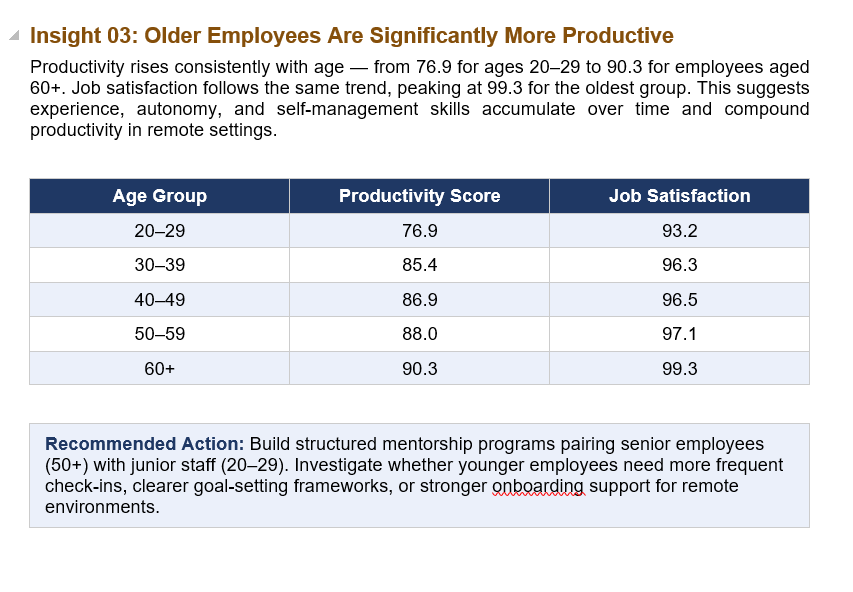 Insight 03: Older Employees Are Significantly More Productive
Productivity rises consistently with age — from 76.9 for ages 20–29 to 90.3 for employees aged
60+. Job satisfaction follows the same trend, peaking at 99.3 for the oldest group. This suggests
experience, autonomy, and self-management skills accumulate over time and compound
productivity in remote settings.
Age Group Productivity Score Job Satisfaction
20–29 76.9 93.2
30–39 85.4 96.3
40–49 86.9 96.5
50–59 88.0 97.1
60+ 90.3 99.3
Recommended Action: Build structured mentorship programs pairing senior employees
(50+) with junior staff (20–29). Investigate whether younger employees need more frequent
check-ins, clearer goal-setting frameworks, or stronger onboarding support for remote
environments.